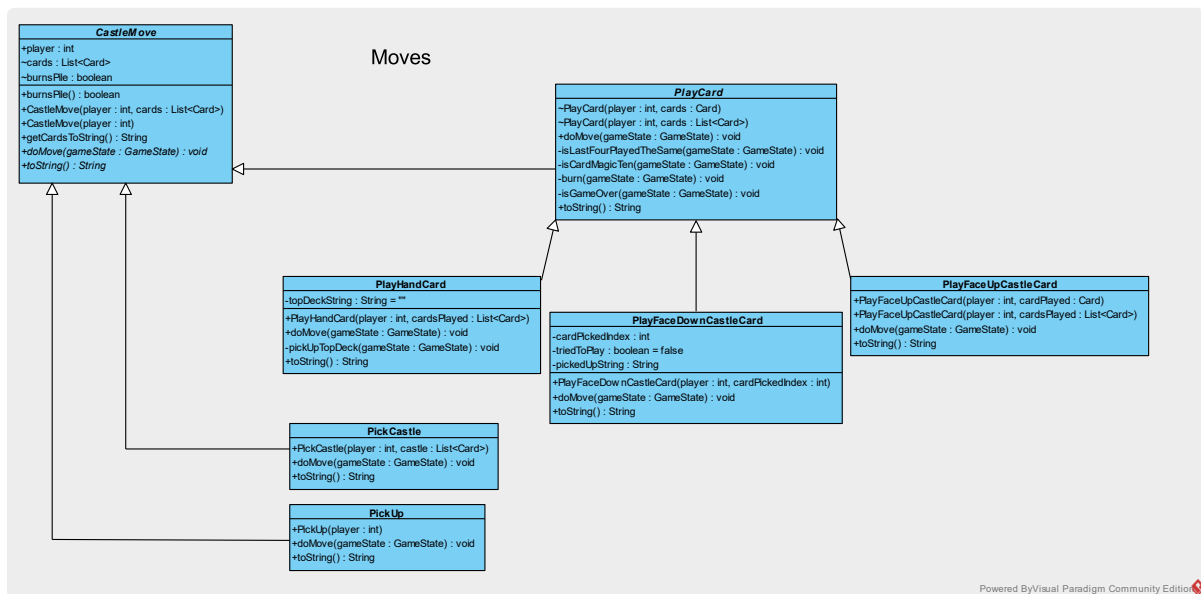 Moves
CastleMove
+player : int
~cards : List<Card>
~burnsPile : boolean
+burnsPile() : boolean
+CastleMove(player : int, cards : List<Card>)
+CastleMove(player : int)
+getCardsToString() : String
+doMove(gameState : GameState) : void
+toString() : String
PlayCard
~PlayCard(player : int, cards : Card)
~PlayCard(player : int, cards : List<Card>)
+doMove(gameState : GameState) : void
-isLastFourPlayedTheSame(gameState : GameState) : void
-isCardMagicTen(gameState : GameState) : void
-burn(gameState : GameState) : void
-isGameOver(gameState : GameState) : void
+toString() : String
PlayHandCard
-topDeckString : String = ""
+PlayHandCard(player : int, cardsPlayed : List<Card>)
+doMove(gameState : GameState) : void
-pickUpTopDeck(gameState : GameState) : void
+toString() : String
PlayFaceDownCastleCard
-cardPickedIndex : int
-triedToPlay : boolean = false
-pickedUpString : String
+PlayFaceDownCastleCard(player : int, cardPickedIndex : int)
+doMove(gameState : GameState) : void
+toString() : String
PlayFaceUpCastleCard
+PlayFaceUpCastleCard(player : int, cardPlayed : Card)
+PlayFaceUpCastleCard(player : int, cardsPlayed : List<Card>)
+doMove(gameState : GameState) : void
+toString() : String
PickCastle
+PickCastle(player : int, castle : List<Card>)
+doMove(gameState : GameState) : void
+toString() : String
PickUp
+PickUp(player : int)
+doMove(gameState : GameState) : void
+toString() : String
Powered ByVisual Paradigm Community Edition